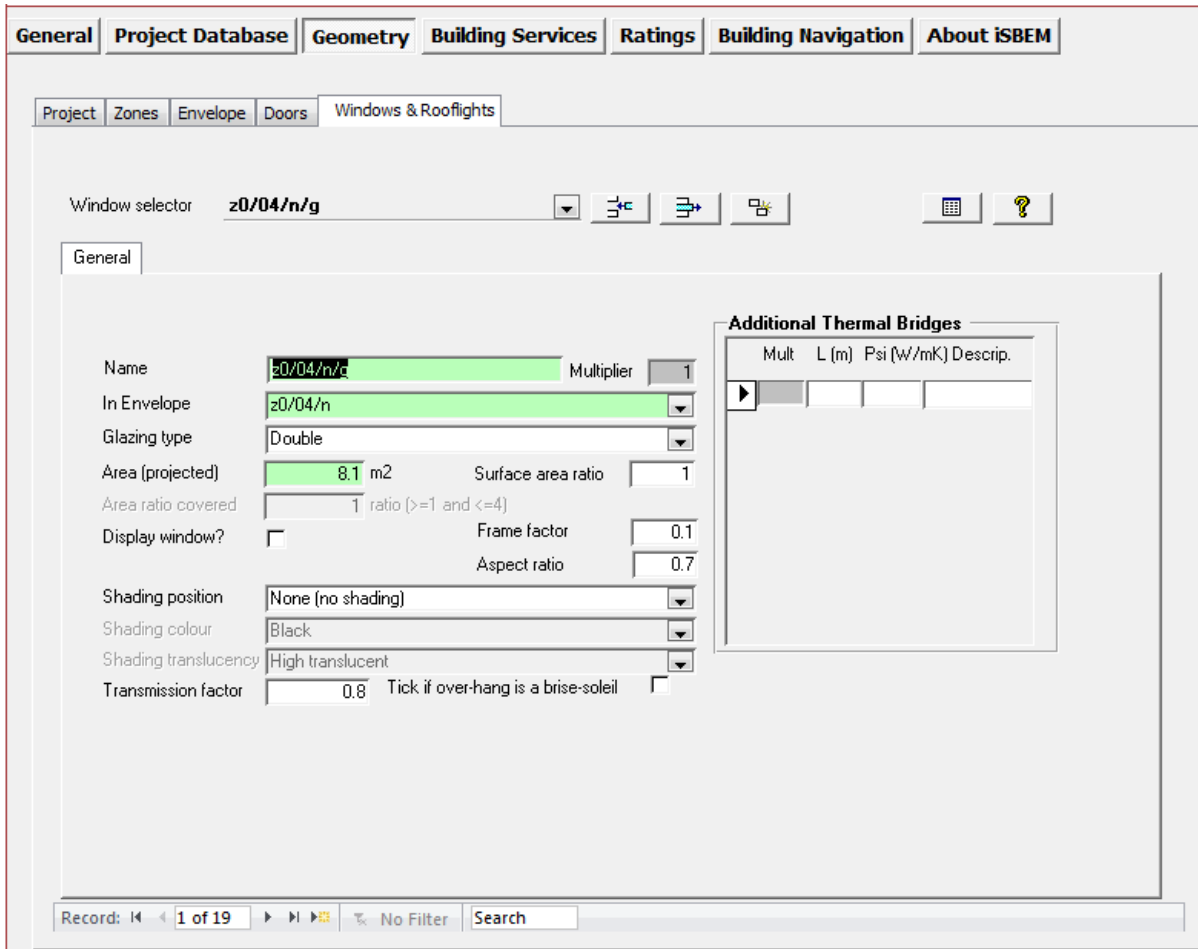 General Project Database Geometry Building Services Ratings Building Navigation About iSBEM
Project Zones Envelope Doors Windows & Rooflights
Window selector z0/04/n/g
General
Additional Thermal Bridges
Mult L (m) Psi (W/mK) Descrip.
Name z0/04/n/g Multiplier 1
In Envelope z0/04/n
Glazing type Double
Area (projected) 8.1 m2 Surface area ratio 1
Area ratio covered 1 ratio (>=1 and <=4)
Display window? Frame factor 0.1
Aspect ratio 0.7
Shading position None (no shading)
Shading colour Black
Shading translucency High translucent
Transmission factor 0.8 Tick if over-hang is a brise-soleil
Record: 1 of 19 No Filter Search